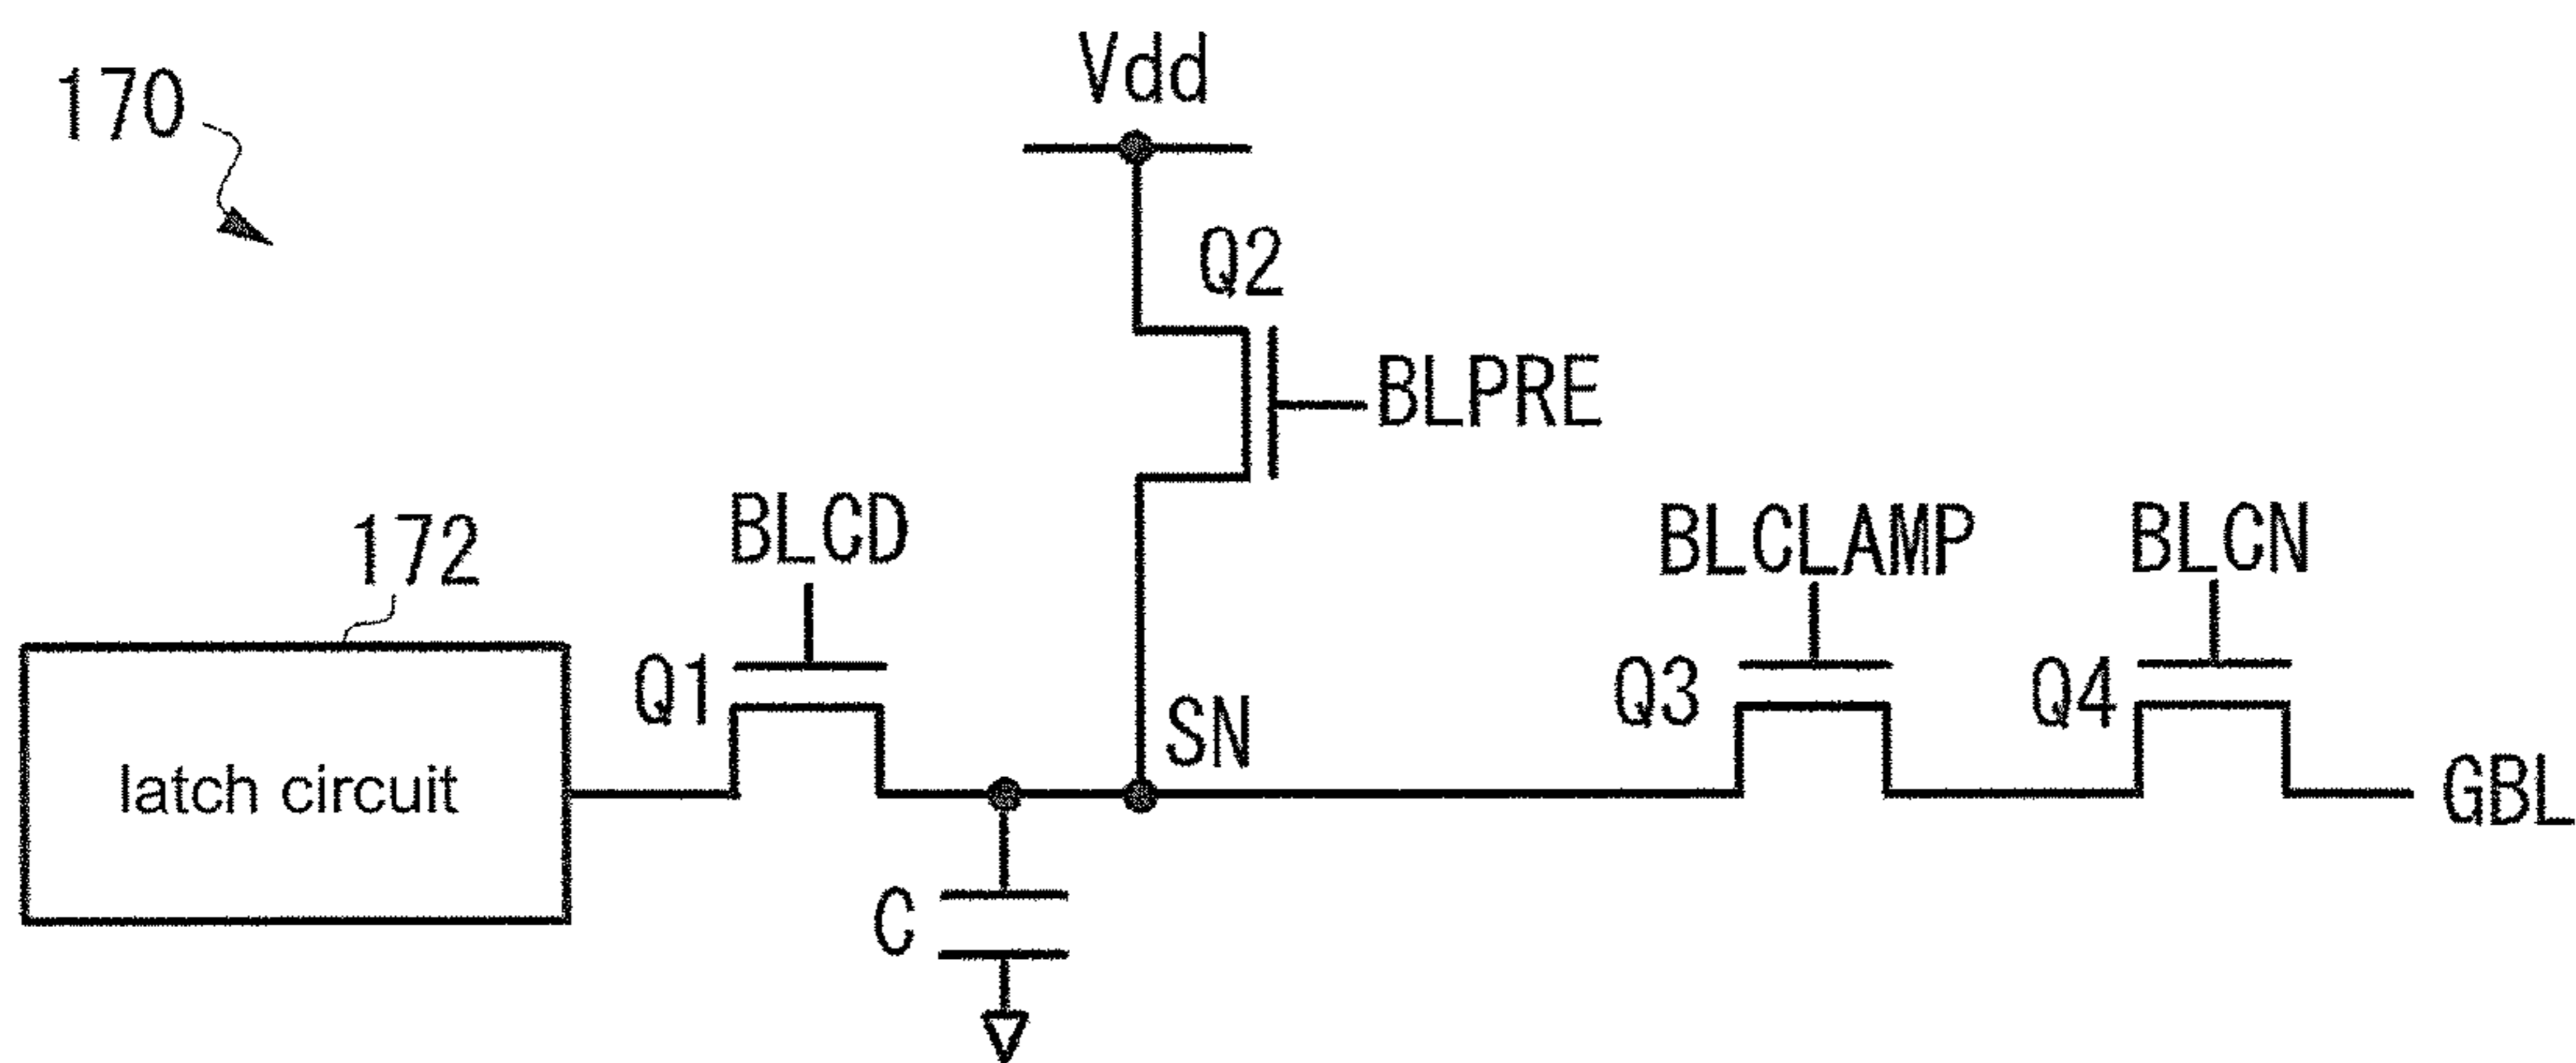 170
Vdd
Q2
BLPRE
BLCD
172
BLCLAMP
BLCN
Q1
SN
Q3
Q4
latch circuit
GBL
C